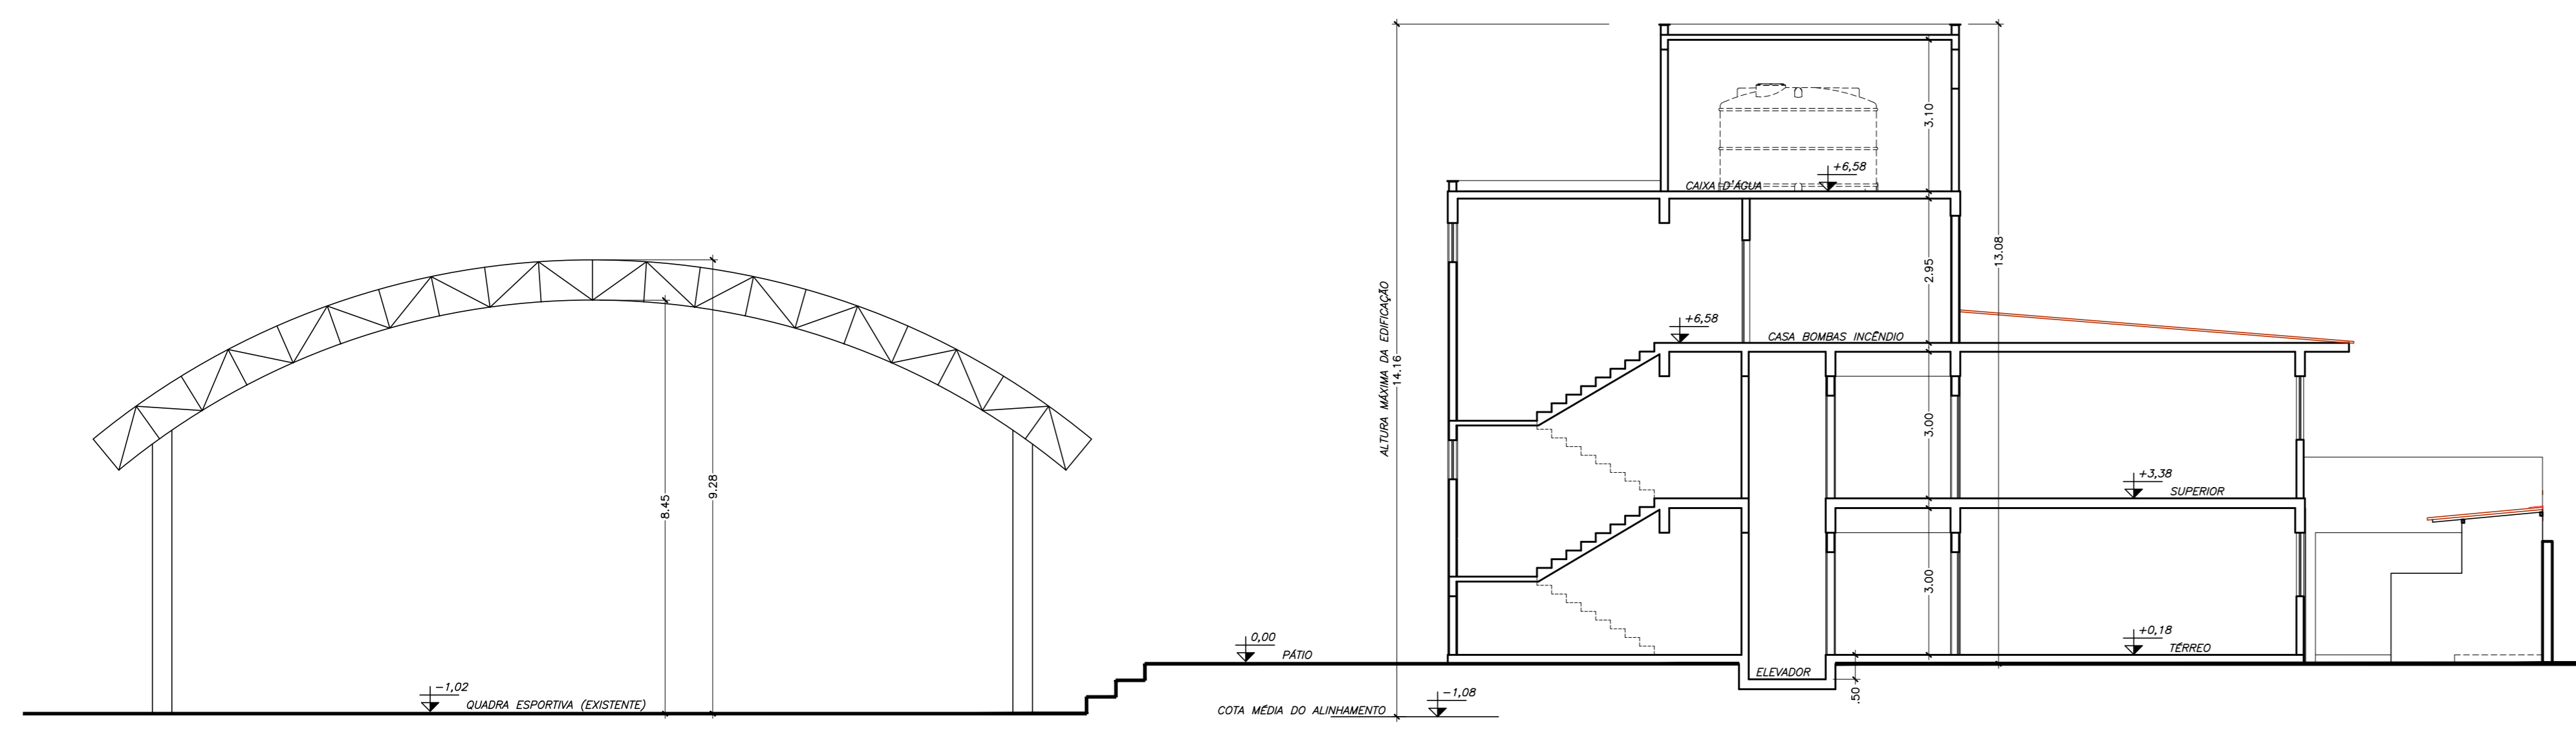 3.10
+6,58
CAIXA D'ÁGUA
13.08
2.95
ALTURA MÁXIMA DA EDIFICAÇÃO
14.16
+6,58
CASA BOMBAS INCÊNDIO
8.45
9.28
3.00
+3,38
SUPERIOR
3.00
0,00
PÁTIO
+0,18
TÉRREO
ELEVADOR
.50
-1,02
QUADRA ESPORTIVA (EXISTENTE)
-1,08
COTA MÉDIA DO ALINHAMENTO